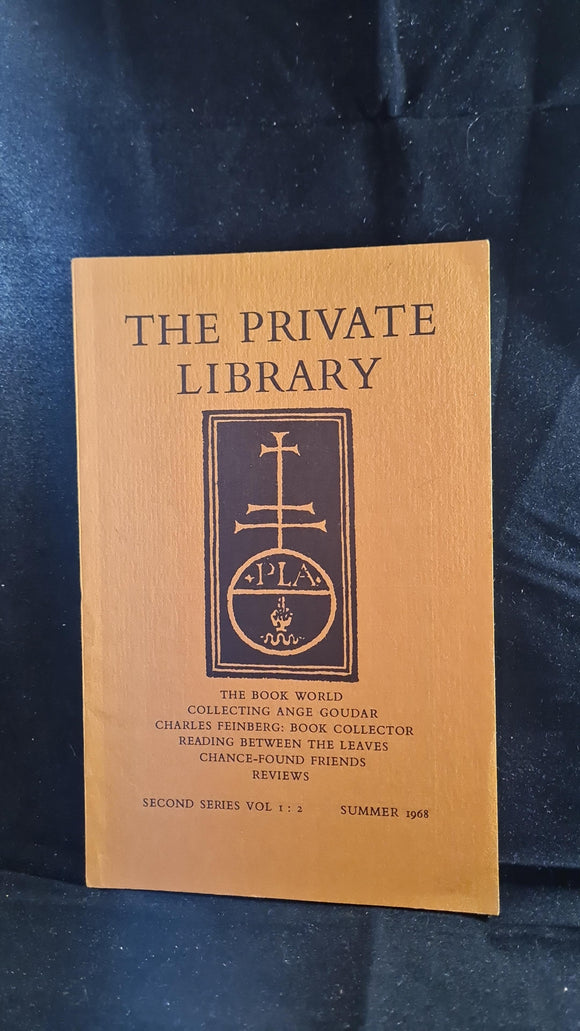 THE PRIVATE
LIBRARY
·PLA·
THE BOOK WORLD
COLLECTING ANGE GOUDAR
CHARLES FEINBERG: BOOK COLLECTOR
READING BETWEEN THE LEAVES
CHANCE-FOUND FRIENDS
REVIEWS
SECOND SERIES VOL 1 : 2 SUMMER 1968